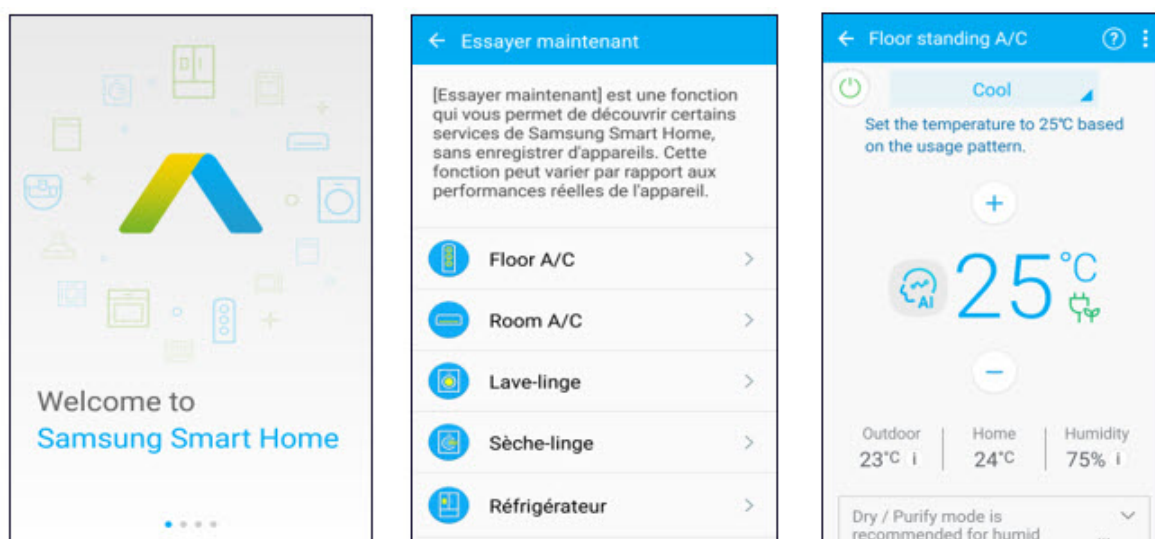 Welcome to
Samsung Smart Home
Essayer maintenant
[Essayer maintenant] est une fonction
qui vous permet de découvrir certains
services de Samsung Smart Home,
sans enregistrer d'appareils. Cette
fonction peut varier par rapport aux
performances réelles de l'appareil.
Floor A/C
Room A/C
Lave-linge
Sèche-linge
Réfrigérateur
Floor standing A/C ?
Cool
Set the temperature to 25°C based
on the usage pattern.
+
AI 25°C
−
Outdoor Home Humidity
23°C i 24°C 75% i
Dry / Purify mode is
recommended for humid